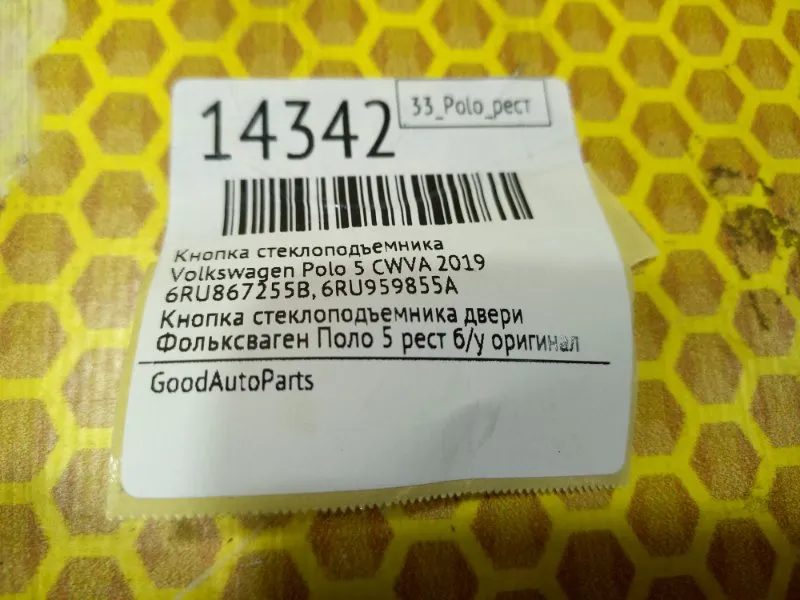 14342
33_Polo_рест
Кнопка стеклоподъемника
Volkswagen Polo 5 CWVA 2019
6RU867255B, 6RU959855A
Кнопка стеклоподъемника двери
Фольксваген Поло 5 рест б/у оригинал
GoodAutoParts